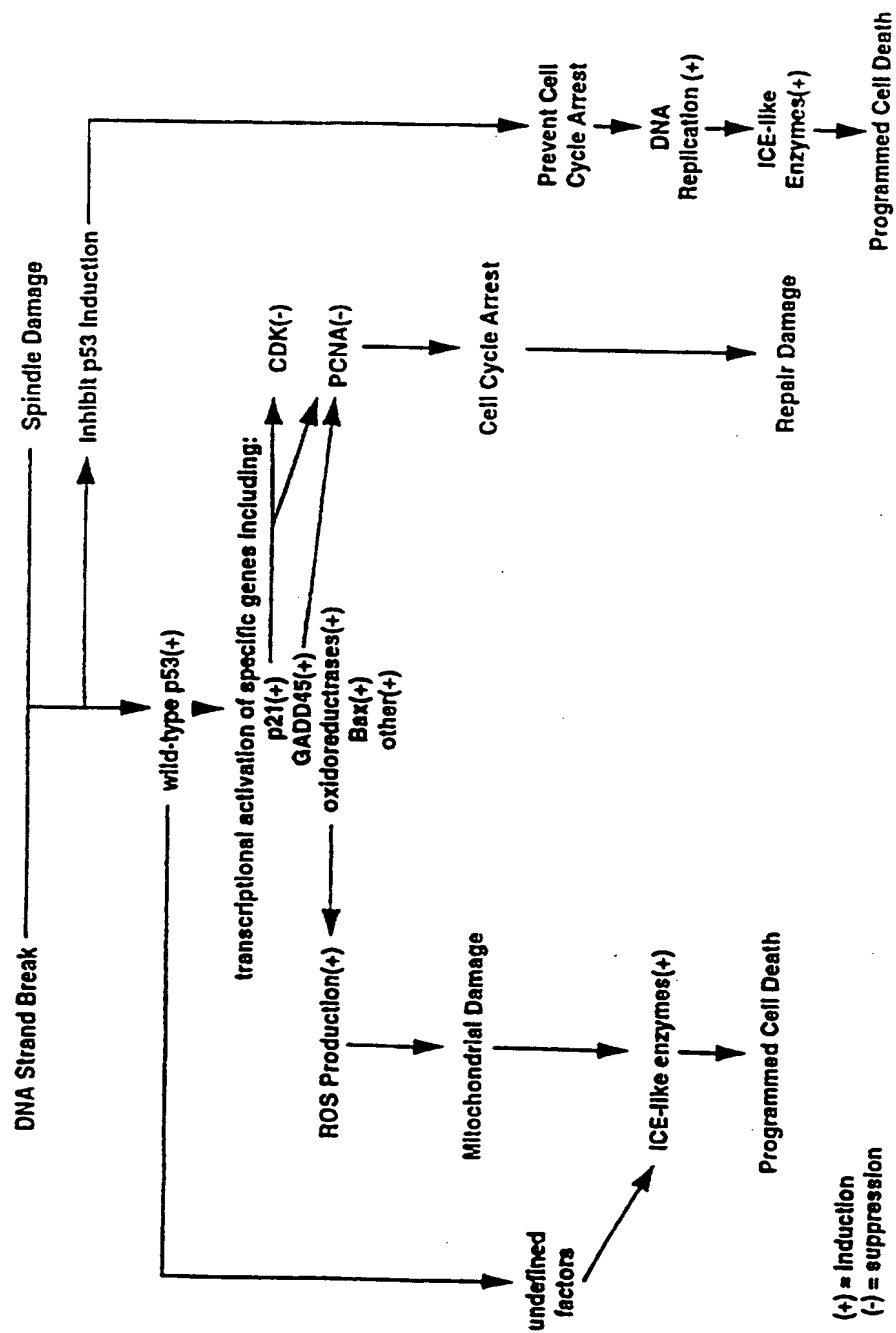 DNA Strand Break
Spindle Damage
Inhibit p53 Induction
wild-type p53(+)
transcriptional activation of specific genes including:
p21(+)
GADD45(+)
oxidoreductrases(+)
Bax(+)
other(+)
CDK(-)
PCNA(-)
ROS Production(+)
Mitochondrial Damage
Cell Cycle Arrest
Prevent Cell
Cycle Arrest
undefined
factors
DNA
Replication (+)
ICE-like enzymes(+)
ICE-like
Enzymes(+)
Programmed Cell Death
Repair Damage
Programmed Cell Death
(+) = induction
(-) = suppression